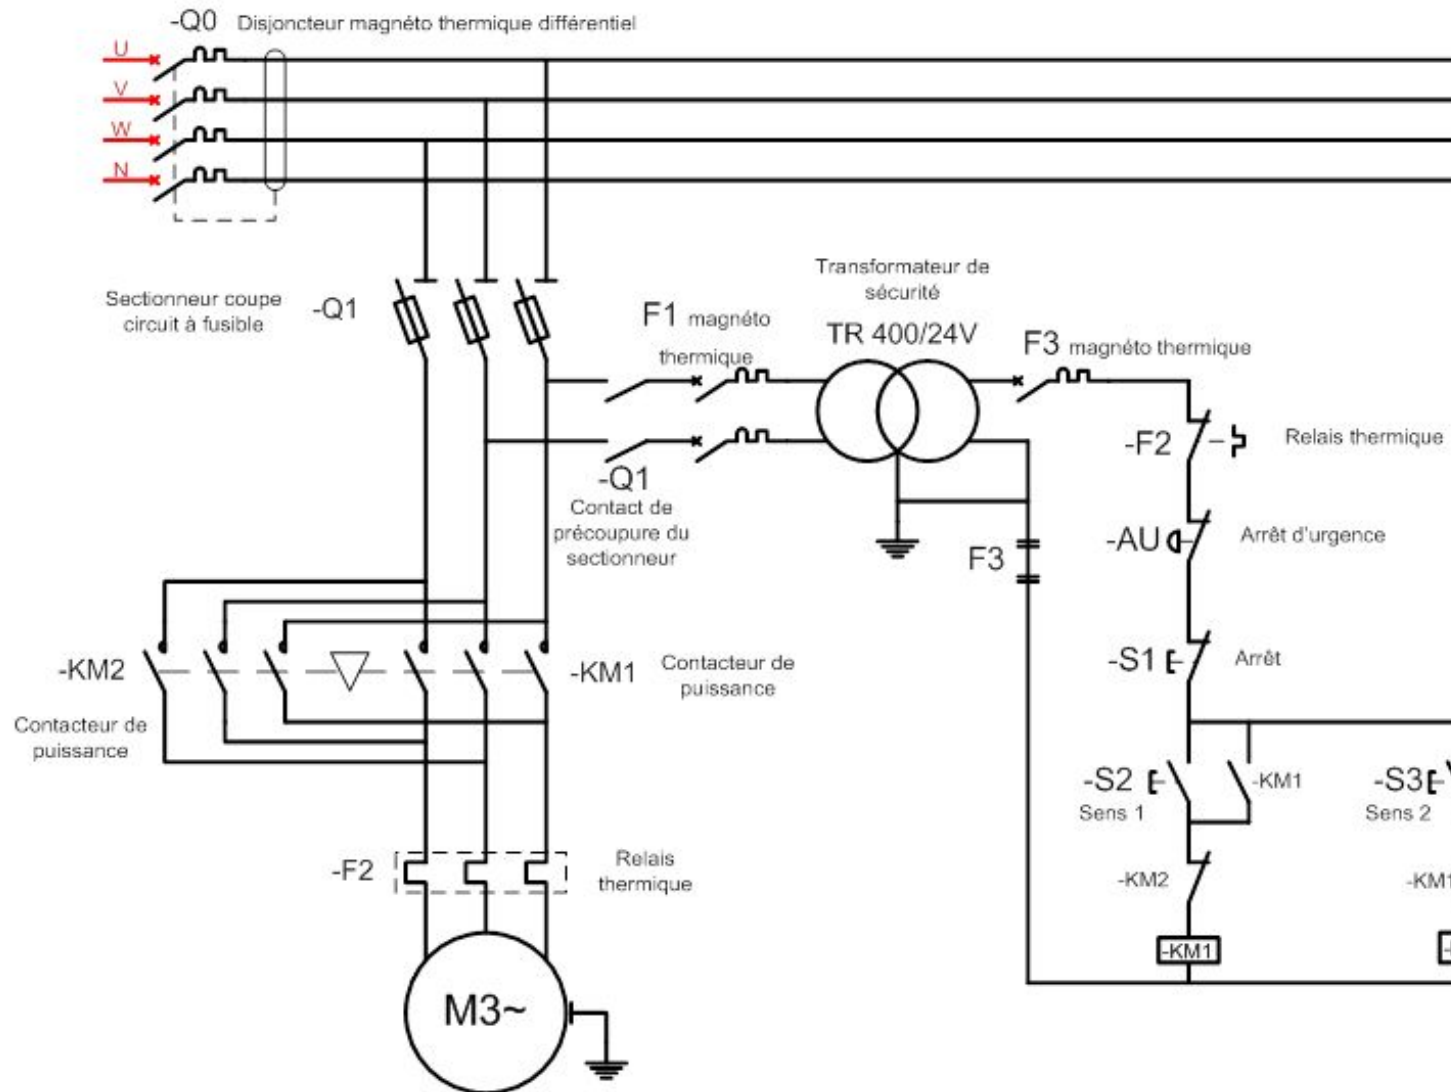 -Q0 Disjoncteur magnéto thermique différentiel
U
V
W
N
Sectionneur coupe
circuit à fusible
-Q1
F1 magnéto
thermique
Transformateur de
sécurité
TR 400/24V
F3 magnéto thermique
-F2
Relais thermique
-Q1
Contact de
précoupure du
sectionneur
F3
-AU
Arrêt d'urgence
-S1
Arrêt
-KM2
Contacteur de
puissance
-KM1
Contacteur de
puissance
-S2
Sens 1
-KM1
-S3
Sens 2
-KM2
-KM1
-KM1
-F2
Relais
thermique
M3~